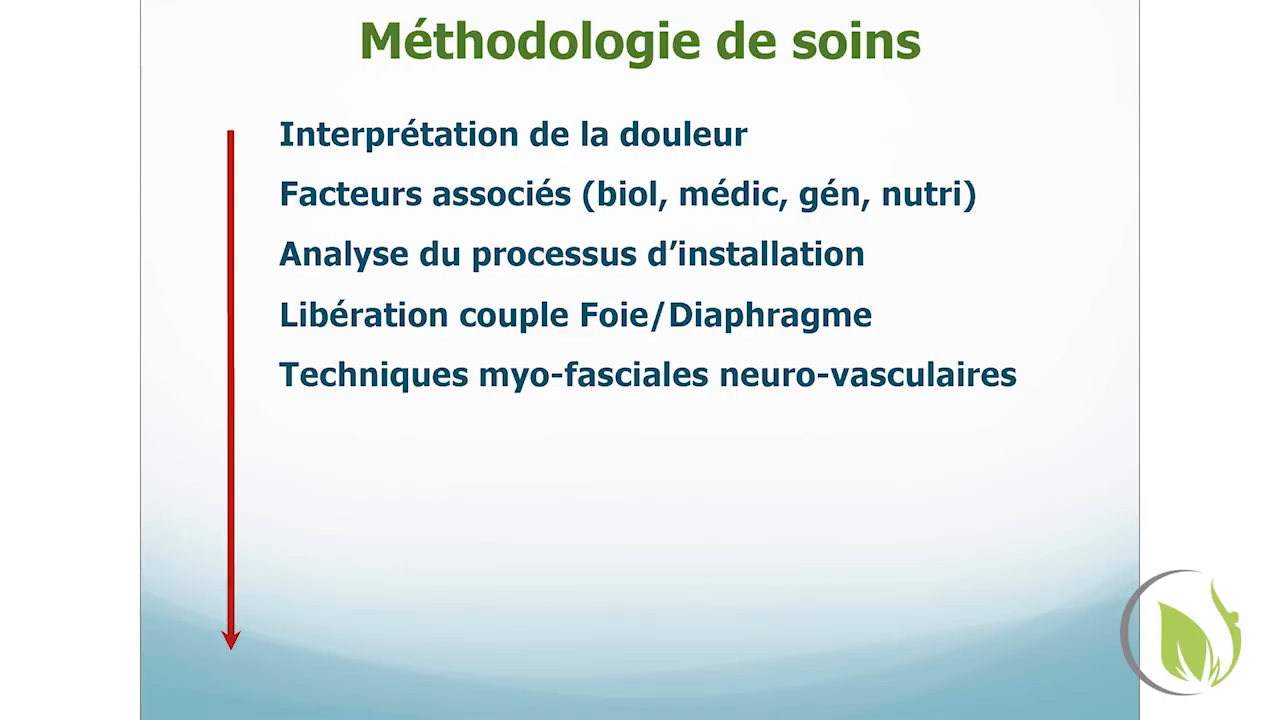 Méthodologie de soins
Interprétation de la douleur
Facteurs associés (biol, médic, gén, nutri)
Analyse du processus d’installation
Libération couple Foie/Diaphragme
Techniques myo-fasciales neuro-vasculaires